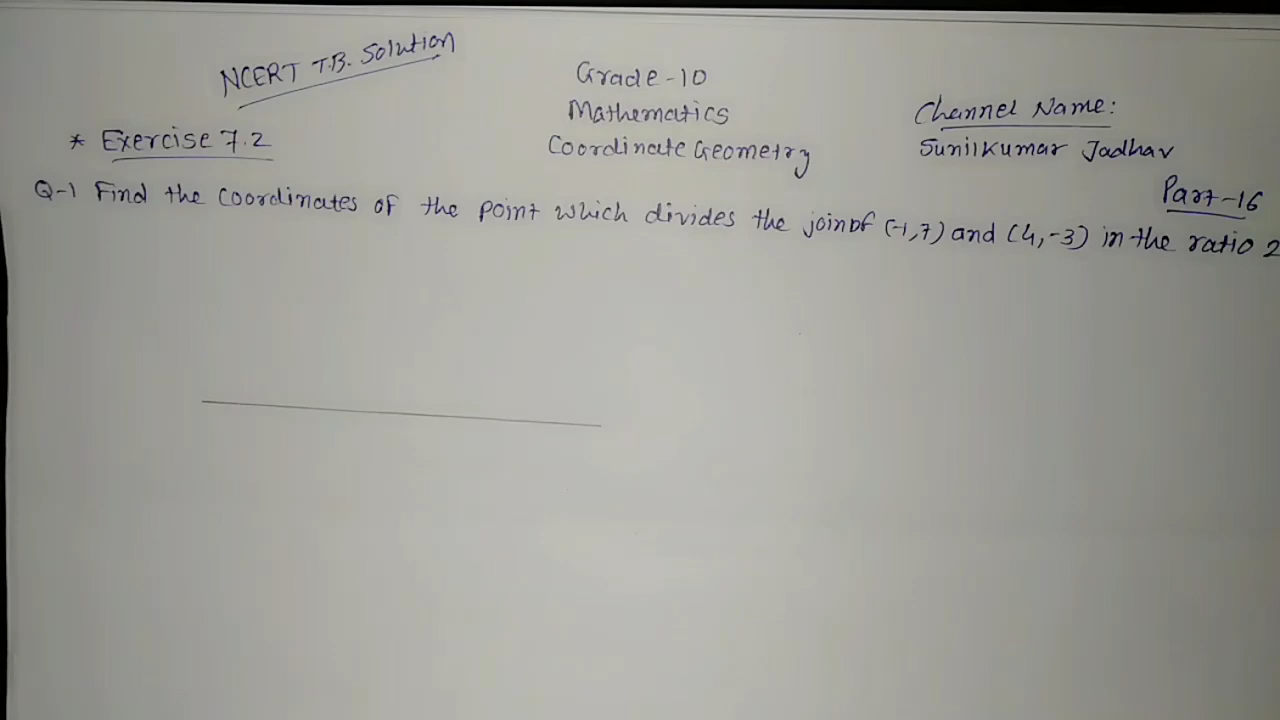 NCERT T.B. Solution
Grade-10
Mathematics
Coordinate Geometry
Channel Name:
Sunilkumar Jadhav
* Exercise 7.2
Part-16
Q-1 Find the coordinates of the point which divides the join of (-1,7) and (4,-3) in the ratio 2